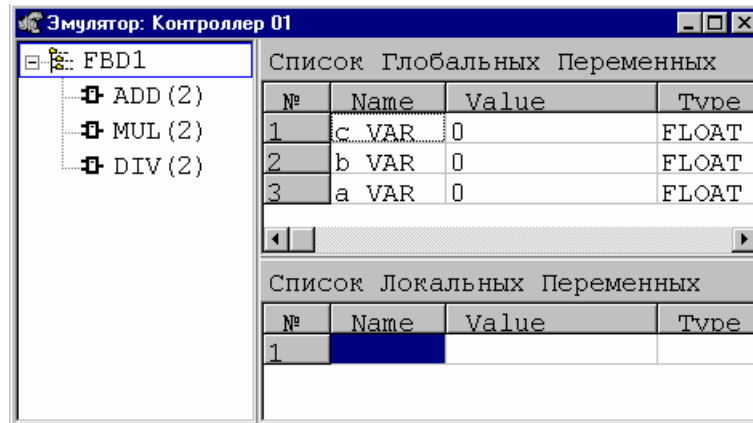 Эмулятор: Контроллер 01
FBD1
ADD(2)
MUL(2)
DIV(2)
Список Глобальных Переменных
№ Name Value Type
1 c VAR 0 FLOAT
2 b VAR 0 FLOAT
3 a VAR 0 FLOAT
Список Локальных Переменных
№ Name Value Type
1